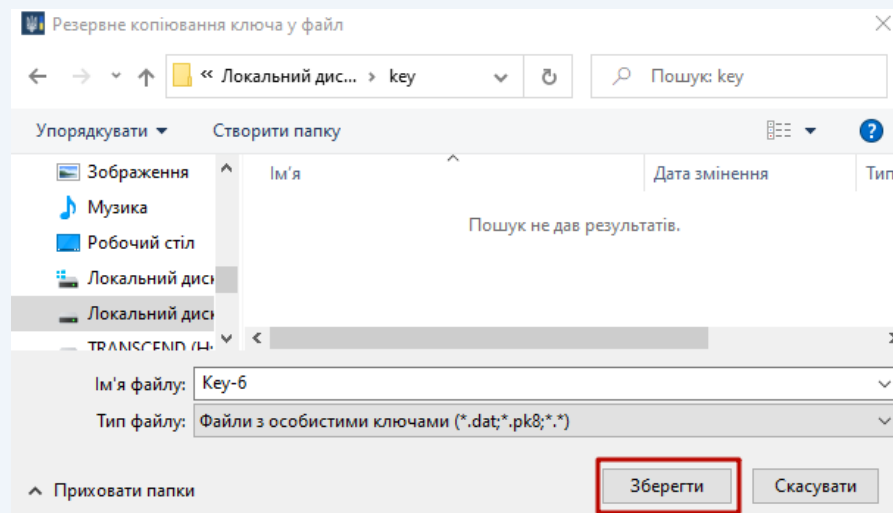 Резервне копіювання ключа у файл
« Локальний дис... › key
Пошук: key
Упорядкувати
Створити папку
Зображення
Музика
Робочий стіл
Локальний диск
Локальний диск
TRANSCEND (H:
Ім'я
Дата змінення
Тип
Пошук не дав результатів.
Ім'я файлу: Key-6
Тип файлу: Файли з особистими ключами (*.dat;*.pk8;*.*)
Приховати папки
Зберегти
Скасувати